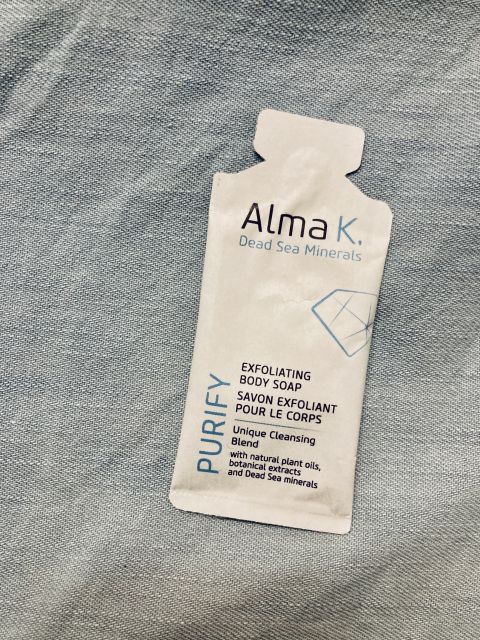 Alma K.
Dead Sea Minerals
PURIFY
EXFOLIATING
BODY SOAP
SAVON EXFOLIANT
POUR LE CORPS
Unique Cleansing
Blend
with natural plant oils,
botanical extracts
and Dead Sea minerals